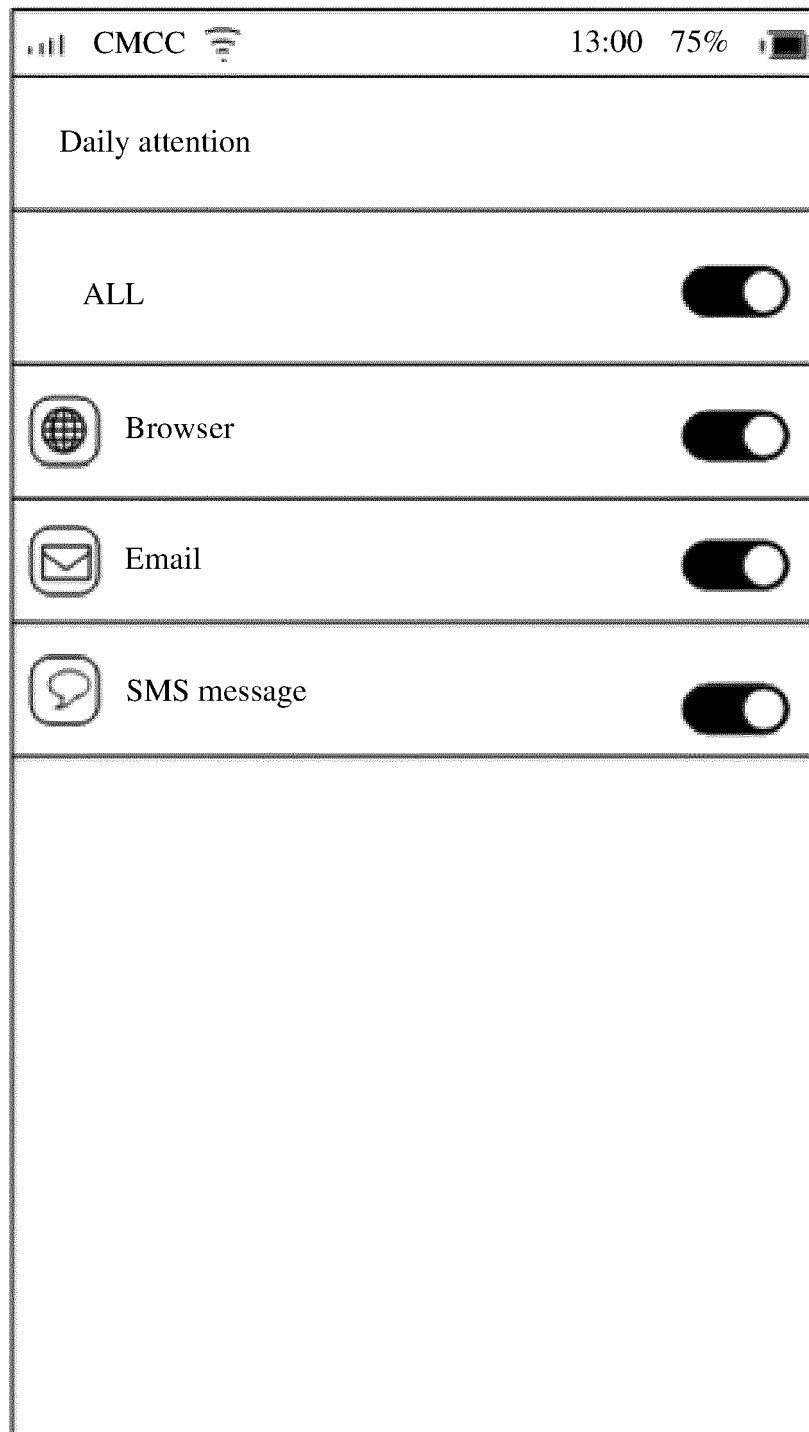 CMCC 13:00 75%
Daily attention
ALL
Browser
Email
SMS message